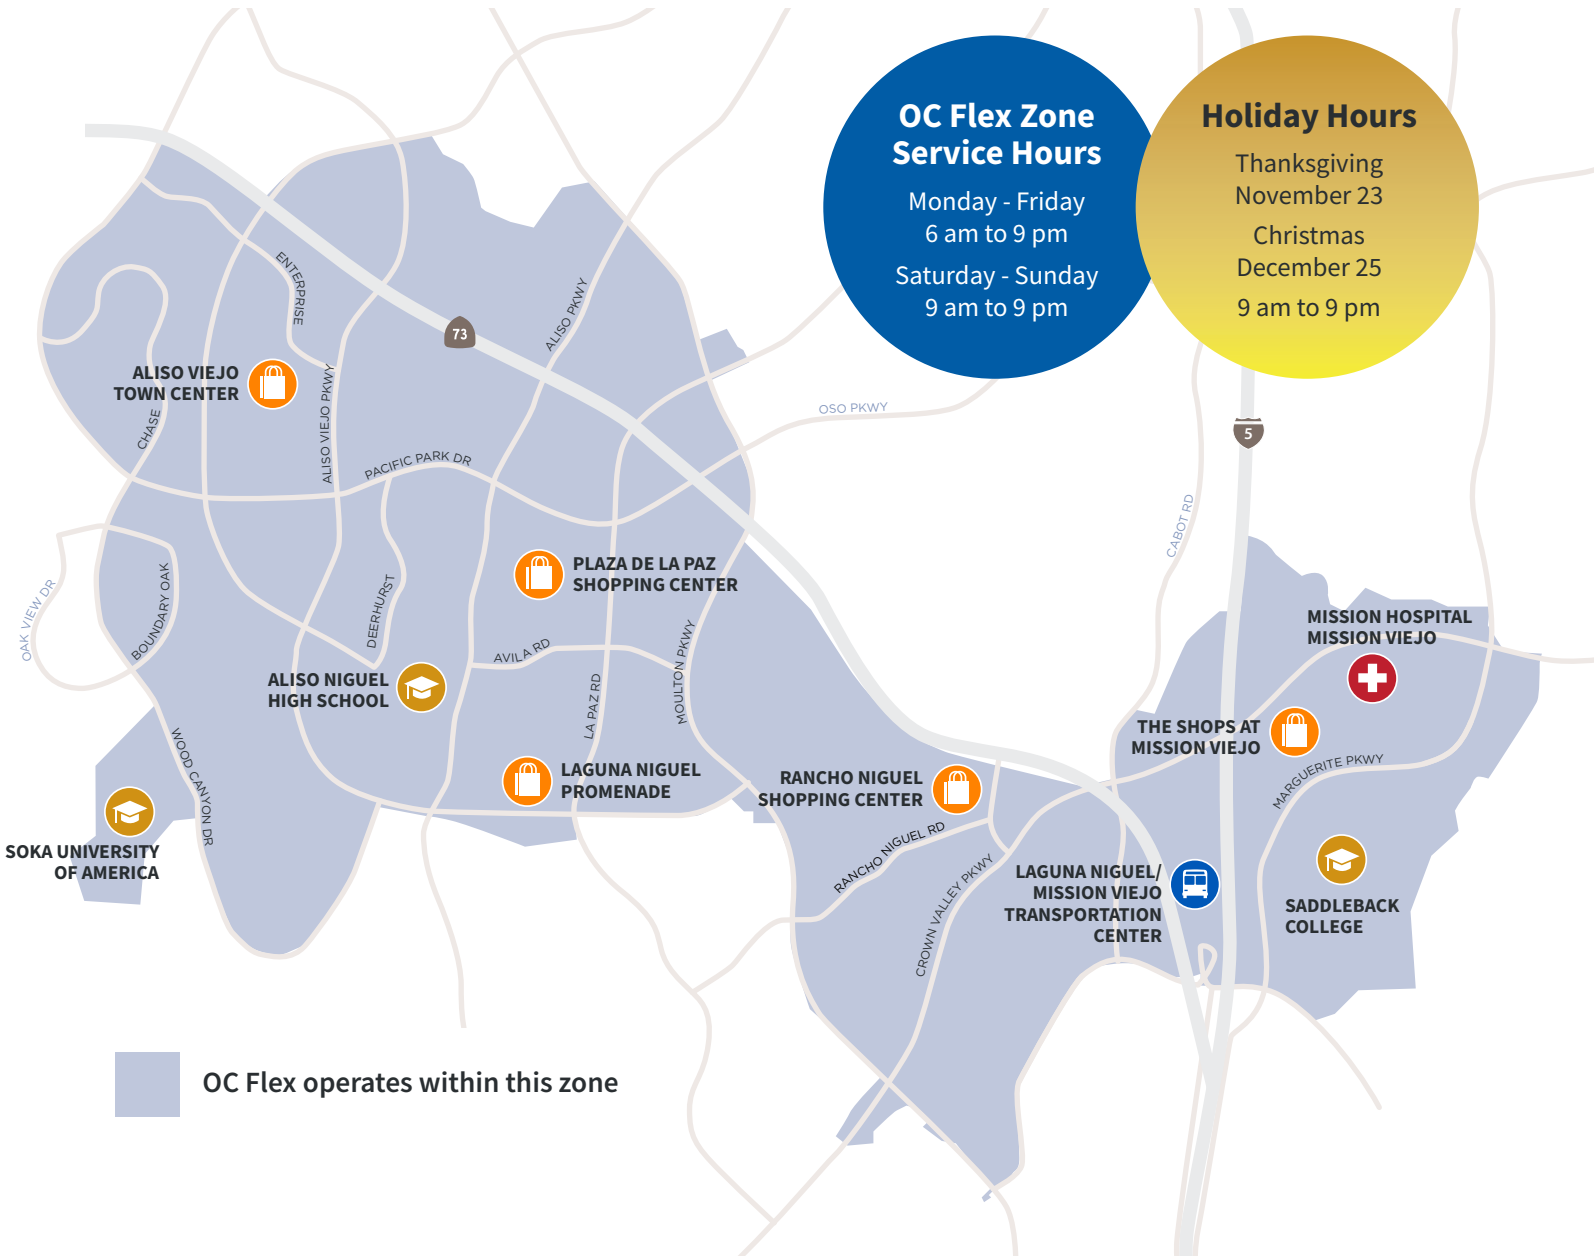 OC Flex Zone
Service Hours
Monday - Friday
6 am to 9 pm
Saturday - Sunday
9 am to 9 pm
Holiday Hours
Thanksgiving
November 23
Christmas
December 25
9 am to 9 pm
ENTERPRISE
ALISO PKWY
73
ALISO VIEJO
TOWN CENTER
CHASE
ALISO VIEJO PKWY
PACIFIC PARK DR
OSO PKWY
5
CABOT RD
PLAZA DE LA PAZ
SHOPPING CENTER
OAK VIEW DR
BOUNDARY OAK
DEERHURST
AVILA RD
MOULTON PKWY
LA PAZ RD
MISSION HOSPITAL
MISSION VIEJO
ALISO NIGUEL
HIGH SCHOOL
WOOD CANYON DR
THE SHOPS AT
MISSION VIEJO
MARGUERITE PKWY
LAGUNA NIGUEL
PROMENADE
RANCHO NIGUEL
SHOPPING CENTER
RANCHO NIGUEL RD
CROWN VALLEY PKWY
SOKA UNIVERSITY
OF AMERICA
LAGUNA NIGUEL/
MISSION VIEJO
TRANSPORTATION
CENTER
SADDLEBACK
COLLEGE
OC Flex operates within this zone